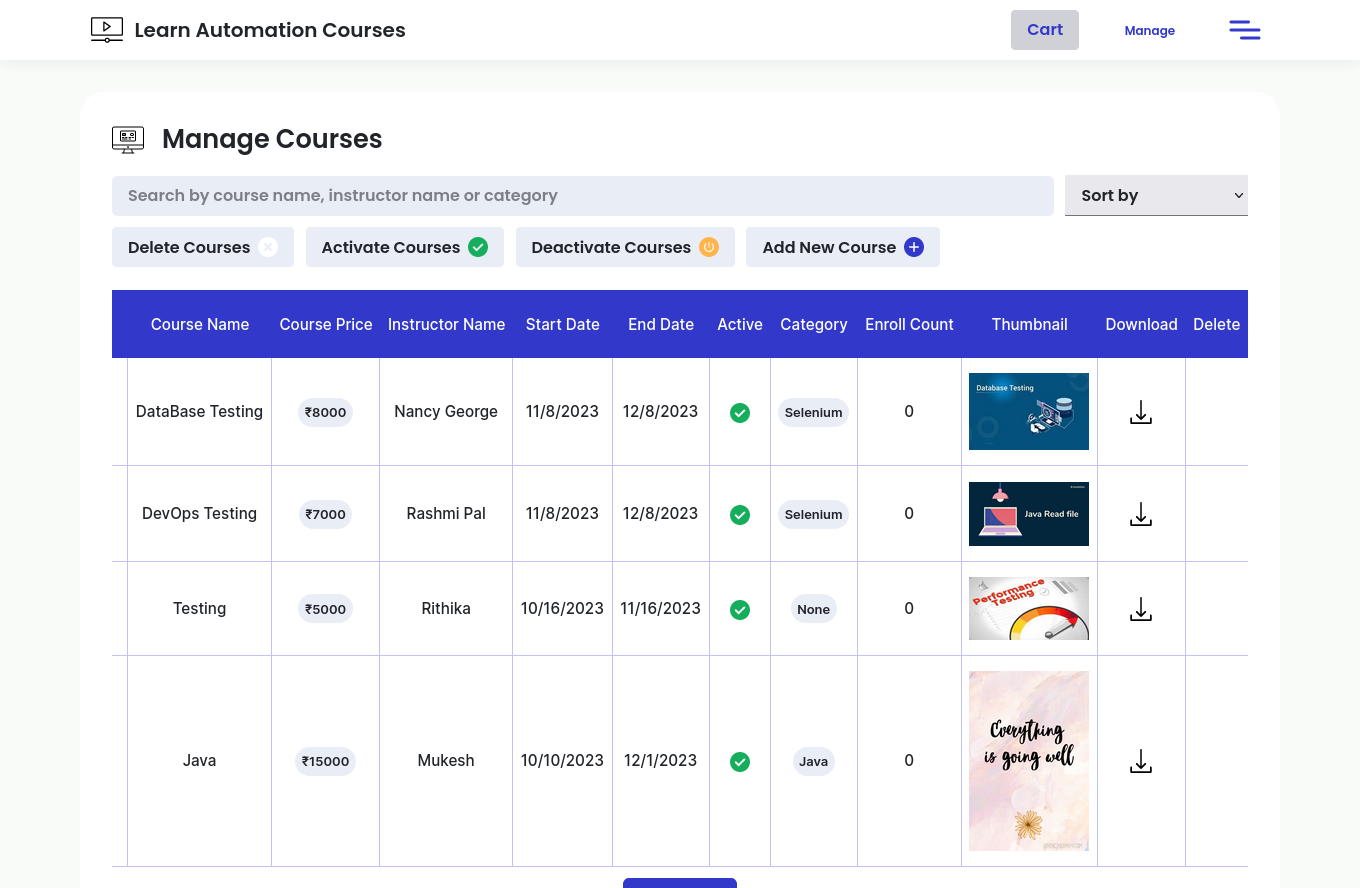 Learn Automation Courses
Cart
Manage
Manage Courses
Search by course name, instructor name or category
Sort by
Delete Courses
Activate Courses
Deactivate Courses
Add New Course
Course Name Course Price Instructor Name Start Date End Date Active Category Enroll Count Thumbnail Download Delete
DataBase Testing ₹8000 Nancy George 11/8/2023 12/8/2023 Selenium 0
Database Testing
DevOps Testing ₹7000 Rashmi Pal 11/8/2023 12/8/2023 Selenium 0
Java Read file
Testing ₹5000 Rithika 10/16/2023 11/16/2023 None 0
Performance
Testing
Java ₹15000 Mukesh 10/10/2023 12/1/2023 Java 0
Everything
is going well